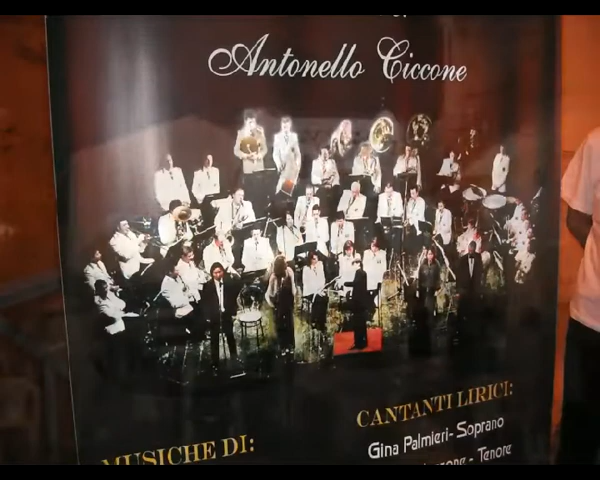 Antonello Ciccone
CANTANTI LIRICI:
MUSICHE DI:
Gina Palmieri - Soprano
- Tenore